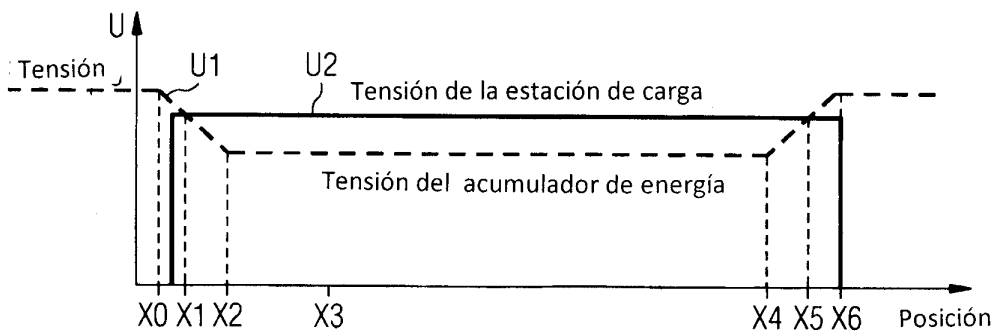 U
Tensión
U1
U2
Tensión de la estación de carga
Tensión del acumulador de energía
X0 X1 X2 X3 X4 X5 X6 Posición